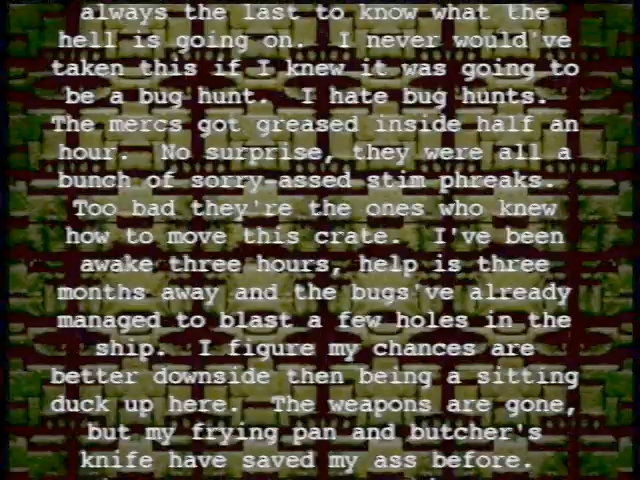 always the last to know what the
hell is going on.  I never would've
taken this if I knew it was going to
be a bug hunt.  I hate bug hunts.
The mercs got greased inside half an
hour.  No surprise, they were all a
bunch of sorry-assed stim phreaks.
Too bad they're the ones who knew
how to move this crate.  I've been
awake three hours, help is three
months away and the bugs've already
managed to blast a few holes in the
ship.  I figure my chances are
better downside then being a sitting
duck up here.  The weapons are gone,
but my frying pan and butcher's
knife have saved my ass before.